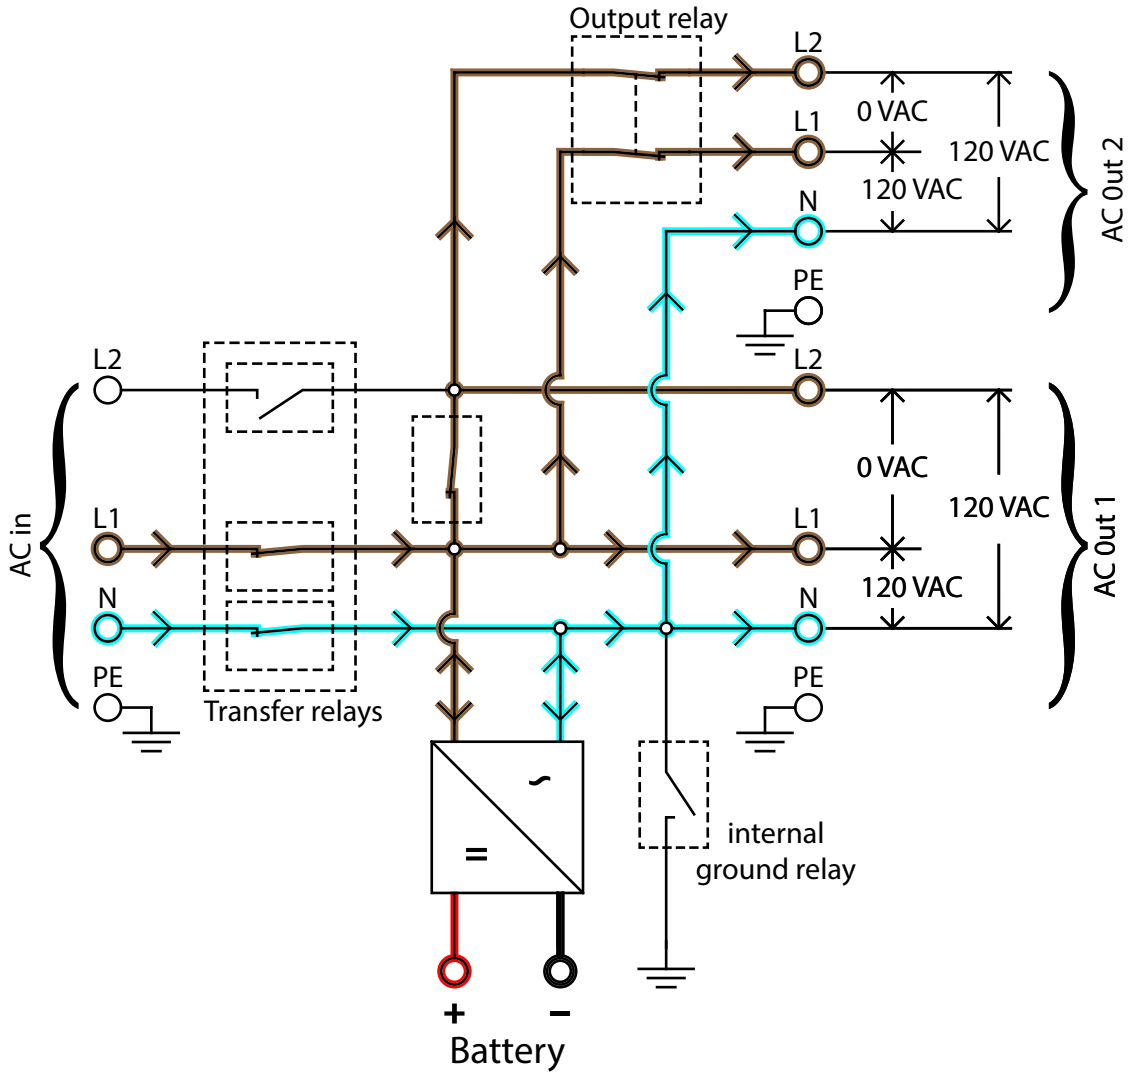 Output relay
L2
0 VAC
L1
120 VAC
120 VAC
N
AC 0ut 2
PE
L2
L2
0 VAC
120 VAC
AC in
L1
L1
AC 0ut 1
120 VAC
N
N
PE
PE
Transfer relays
∽
=
internal
ground relay
+ −
Battery